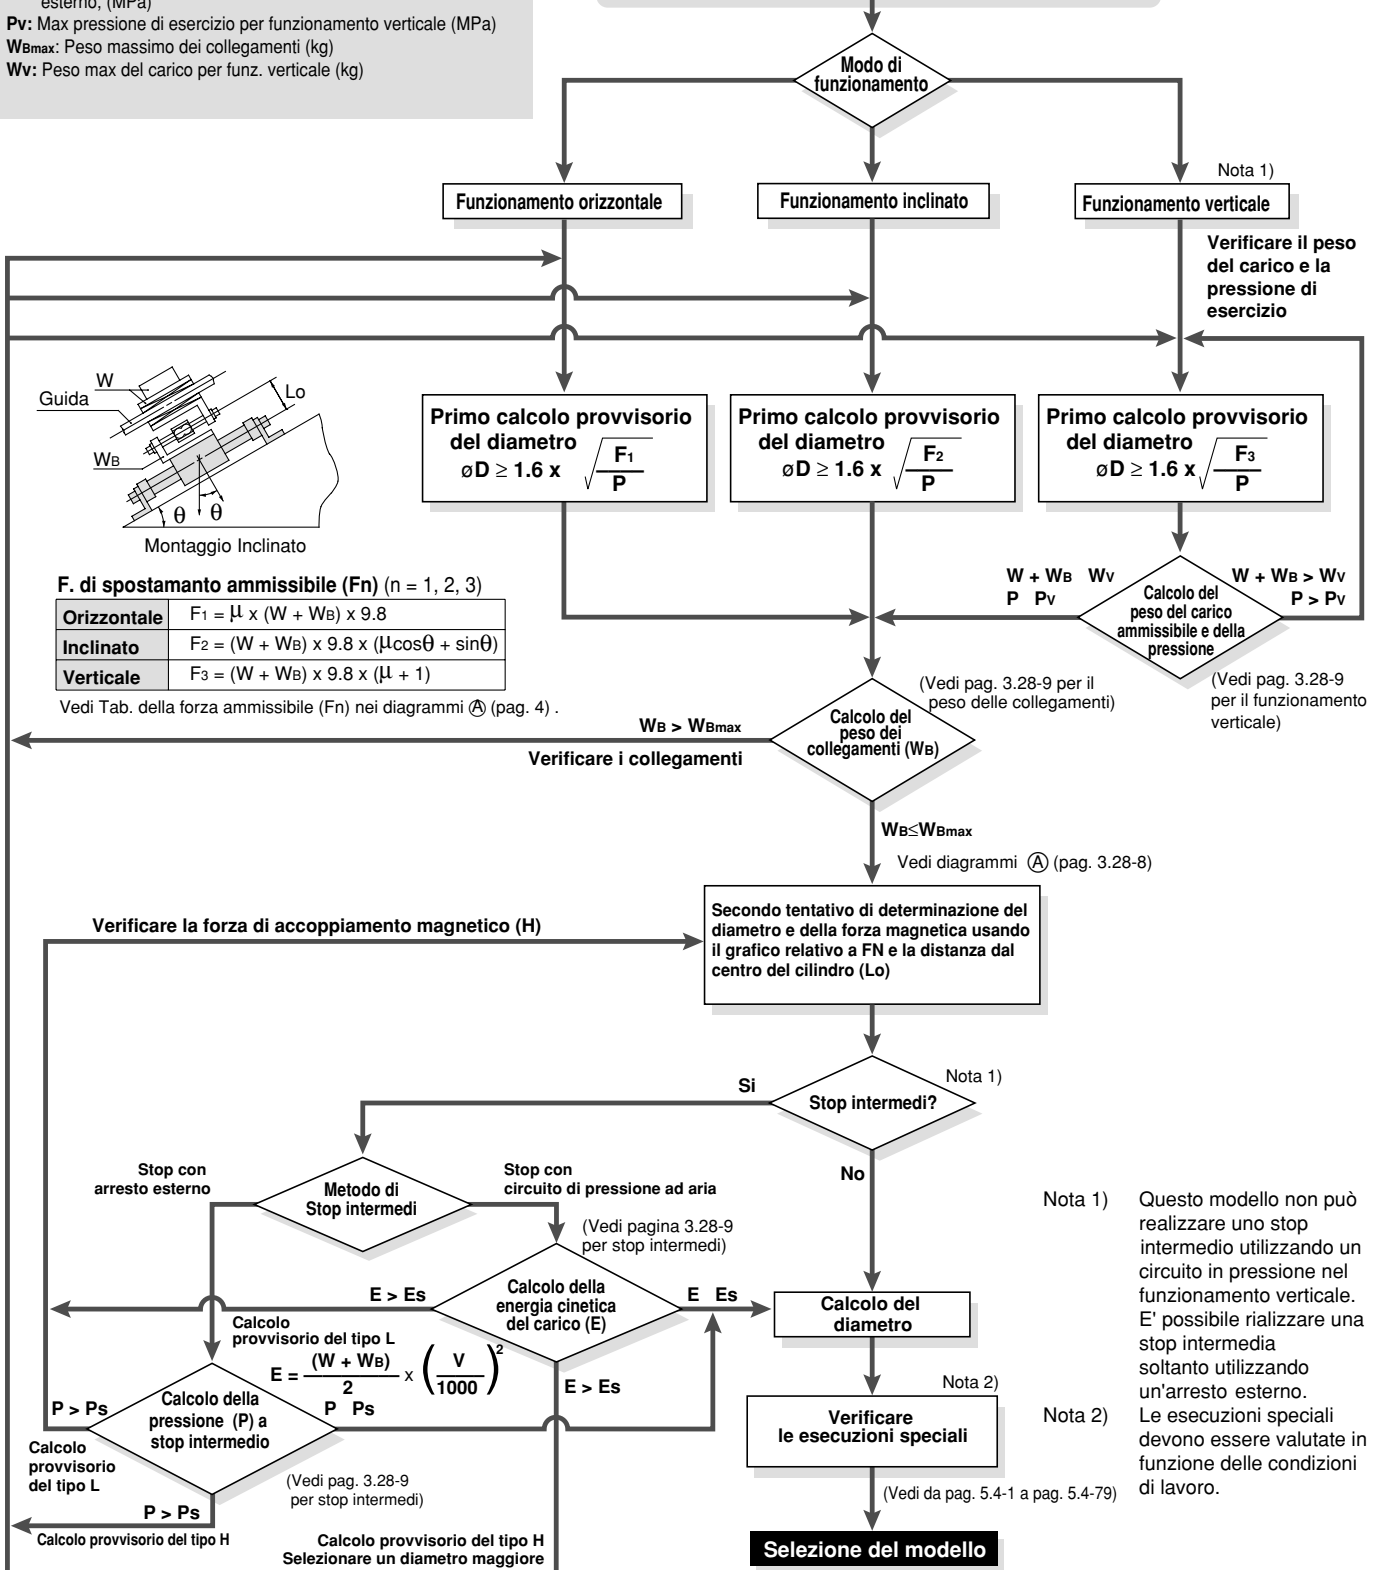 esterno, (MPa)
Pv: Max pressione di esercizio per funzionamento verticale (MPa)
WBmax: Peso massimo dei collegamenti (kg)
Wv: Peso max del carico per funz. verticale (kg)
Modo di
funzionamento
Nota 1)
Funzionamento orizzontale
Funzionamento inclinato
Funzionamento verticale
Verificare il peso
del carico e la
pressione di
esercizio
W
Guida
Lo
WB
θ
θ
Montaggio Inclinato
Primo calcolo provvisorio
del diametro
øD ≥ 1.6 x √F1/P
Primo calcolo provvisorio
del diametro
øD ≥ 1.6 x √F2/P
Primo calcolo provvisorio
del diametro
øD ≥ 1.6 x √F3/P
F. di spostamanto ammissibile (Fn) (n = 1, 2, 3)
Orizzontale F1 = μ x (W + WB) x 9.8
Inclinato F2 = (W + WB) x 9.8 x (μcosθ + sinθ)
Verticale F3 = (W + WB) x 9.8 x (μ + 1)
Vedi Tab. della forza ammissibile (Fn) nei diagrammi Ⓐ (pag. 4) .
W + WB Wv
P Pv
Calcolo del
peso del carico
ammissibile e della
pressione
W + WB > Wv
P > Pv
(Vedi pag. 3.28-9
per il funzionamento
verticale)
(Vedi pag. 3.28-9 per il
peso delle collegamenti)
Calcolo del
peso dei
collegamenti (WB)
WB > WBmax
Verificare i collegamenti
WB≤WBmax
Vedi diagrammi Ⓐ (pag. 3.28-8)
Verificare la forza di accoppiamento magnetico (H)
Secondo tentativo di determinazione del
diametro e della forza magnetica usando
il grafico relativo a FN e la distanza dal
centro del cilindro (Lo)
Si
Nota 1)
Stop intermedi?
No
Stop con
arresto esterno
Metodo di
Stop intermedi
Stop con
circuito di pressione ad aria
(Vedi pagina 3.28-9
per stop intermedi)
E > Es
Calcolo della
energia cinetica
del carico (E)
E Es
Calcolo del
diametro
Calcolo
provvisorio del tipo L
E = (W + WB)/2 x (V/1000)2
E > Es
P > Ps
Calcolo della
pressione (P) a
stop intermedio
P Ps
Nota 2)
Verificare
le esecuzioni speciali
Calcolo
provvisorio
del tipo L
(Vedi pag. 3.28-9
per stop intermedi)
P > Ps
Calcolo provvisorio del tipo H
Calcolo provvisorio del tipo H
Selezionare un diametro maggiore
(Vedi da pag. 5.4-1 a pag. 5.4-79)
Selezione del modello
Nota 1) Questo modello non può
realizzare uno stop
intermedio utilizzando un
circuito in pressione nel
funzionamento verticale.
E' possibile rializzare una
stop intermedia
soltanto utilizzando
un'arresto esterno.
Nota 2) Le esecuzioni speciali
devono essere valutate in
funzione delle condizioni
di lavoro.